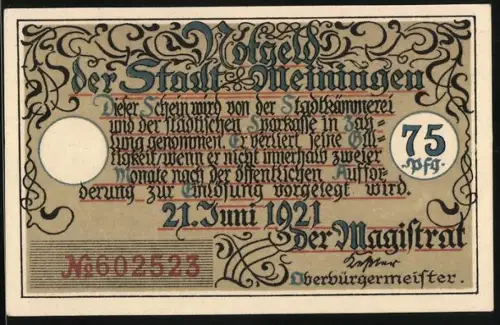 Notgeld
der Stadt Meiningen
Dieser Schein wird von der Stadtkämmerei
und der städtischen Sparkasse in Zah-
lung genommen. Er verliert seine Gül-
tigkeit/wenn er nicht innerhalb zweier
Monate nach der öffentlichen Auffor-
derung zur Einlösung vorgelegt wird.
75
Pfg.
21. Juni 1921
der Magistrat
№602523
Oberbürgermeister.